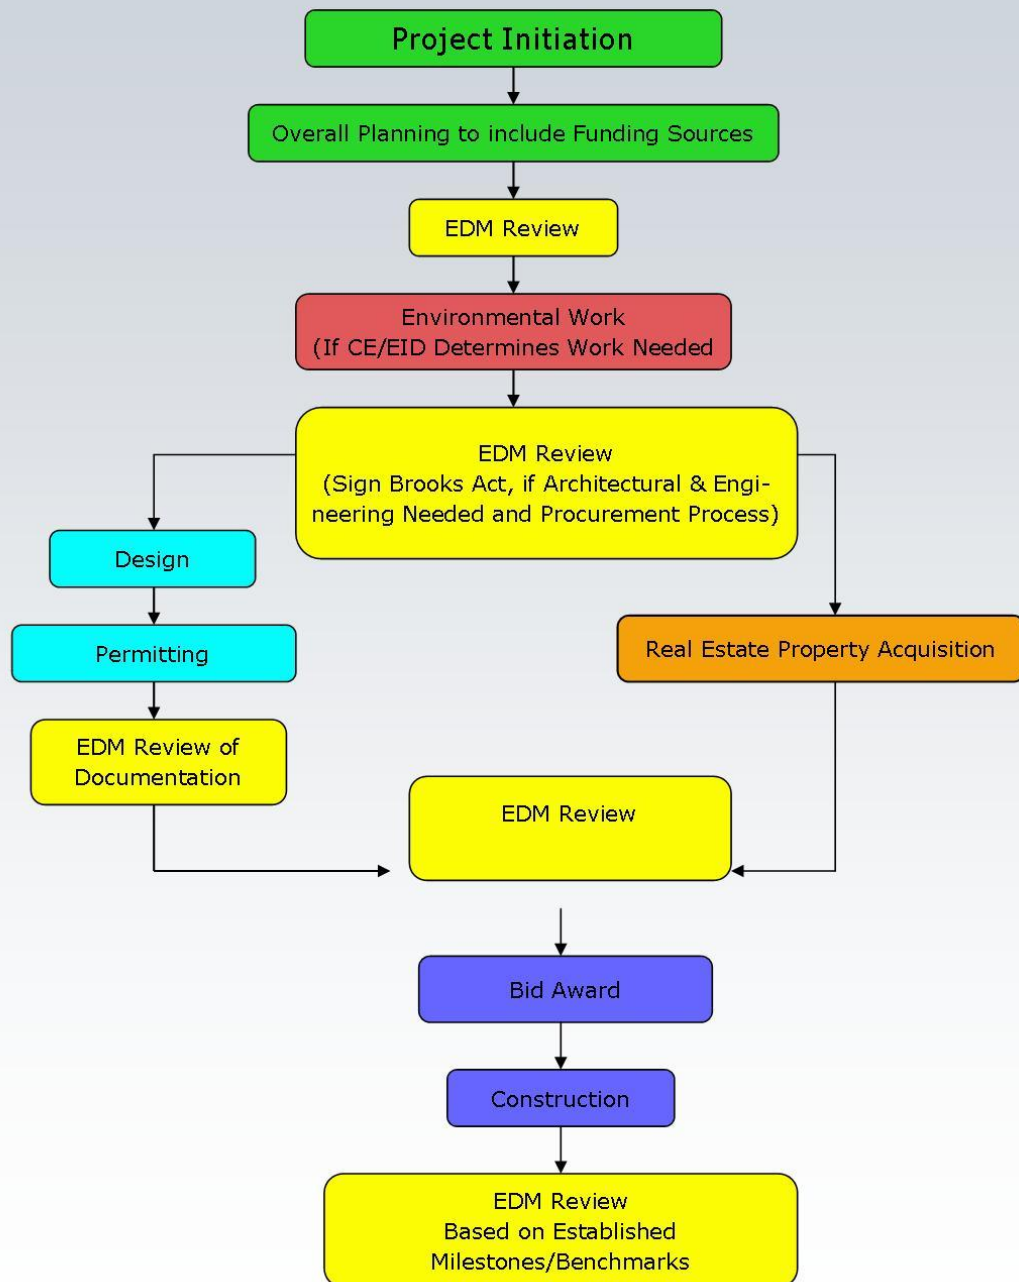 Project Initiation
Overall Planning to include Funding Sources
EDM Review
Environmental Work
(If CE/EID Determines Work Needed
EDM Review
(Sign Brooks Act, if Architectural & Engi-
neering Needed and Procurement Process)
Design
Permitting
Real Estate Property Acquisition
EDM Review of
Documentation
EDM Review
Bid Award
Construction
EDM Review
Based on Established
Milestones/Benchmarks